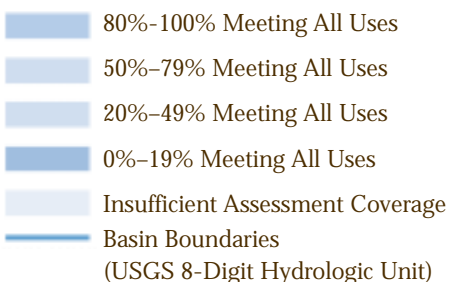 80%-100% Meeting All Uses
50%–79% Meeting All Uses
20%–49% Meeting All Uses
0%–19% Meeting All Uses
Insufficient Assessment Coverage
Basin Boundaries
(USGS 8-Digit Hydrologic Unit)